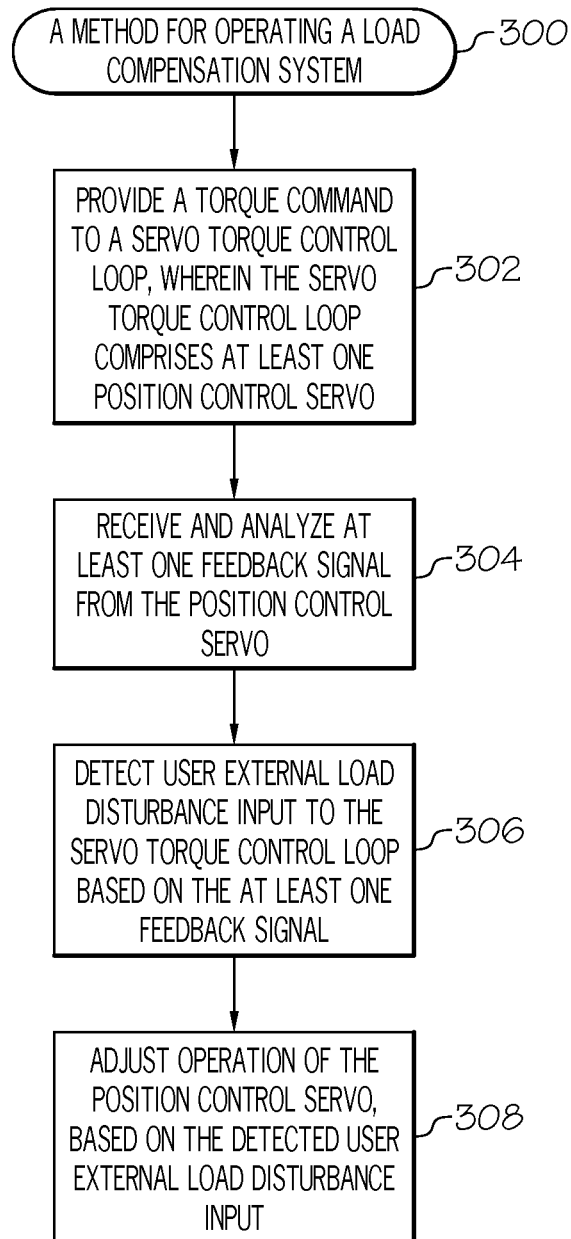 A METHOD FOR OPERATING A LOAD
COMPENSATION SYSTEM
300
PROVIDE A TORQUE COMMAND
TO A SERVO TORQUE CONTROL
LOOP, WHEREIN THE SERVO
TORQUE CONTROL LOOP
COMPRISES AT LEAST ONE
POSITION CONTROL SERVO
302
RECEIVE AND ANALYZE AT
LEAST ONE FEEDBACK SIGNAL
FROM THE POSITION CONTROL
SERVO
304
DETECT USER EXTERNAL LOAD
DISTURBANCE INPUT TO THE
SERVO TORQUE CONTROL LOOP
BASED ON THE AT LEAST ONE
FEEDBACK SIGNAL
306
ADJUST OPERATION OF THE
POSITION CONTROL SERVO,
BASED ON THE DETECTED USER
EXTERNAL LOAD DISTURBANCE
INPUT
308